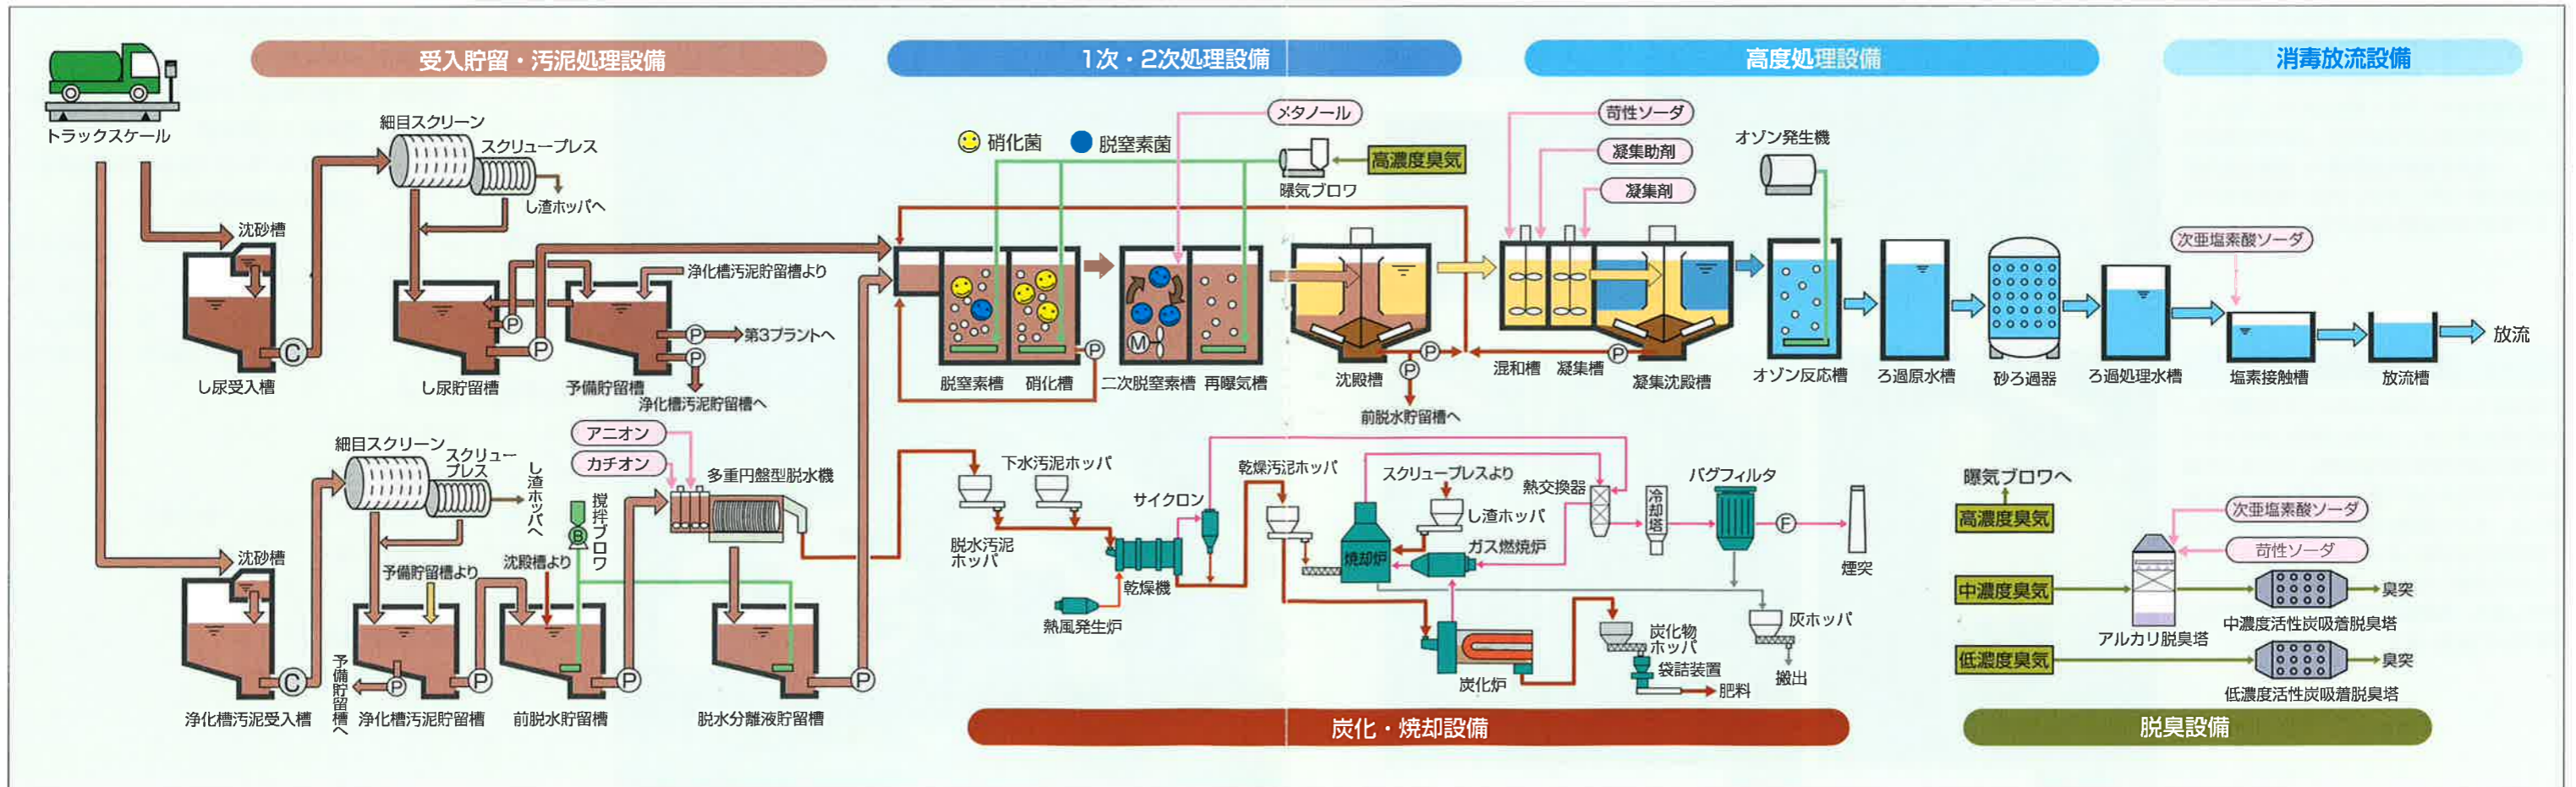 受入貯留・汚泥処理設備
1次・2次処理設備
高度処理設備
消毒放流設備
トラックスケール
細目スクリーン
スクリュープレス
し渣ホッパへ
沈砂槽
し尿受入槽
C
浄化槽汚泥貯留槽より
P
P
P
P
第3プラントへ
し尿貯留槽
予備貯留槽
浄化槽汚泥貯留槽へ
硝化菌
脱窒素菌
メタノール
曝気ブロワ
高濃度臭気
M
P
脱窒素槽
硝化槽
二次脱窒素槽
再曝気槽
沈殿槽
P
P
前脱水貯留槽へ
苛性ソーダ
凝集助剤
凝集剤
P
混和槽
凝集槽
凝集沈殿槽
オゾン発生機
オゾン反応槽
ろ過原水槽
砂ろ過器
ろ過処理水槽
次亜塩素酸ソーダ
塩素接触槽
放流槽
放流
細目スクリーン
スクリュー
プレス
し渣ホッパへ
沈砂槽
浄化槽汚泥受入槽
C
予備貯留槽より
予備貯留槽へ
P
P
浄化槽汚泥貯留槽
アニオン
カチオン
撹拌ブロワ
B
沈殿槽より
前脱水貯留槽
P
多重円盤型脱水機
脱水分離液貯留槽
P
下水汚泥ホッパ
脱水汚泥
ホッパ
サイクロン
乾燥機
熱風発生炉
乾燥汚泥ホッパ
スクリュープレスより
し渣ホッパ
焼却炉
ガス燃焼炉
熱交換器
冷却塔
バグフィルタ
F
煙突
灰ホッパ
搬出
炭化炉
炭化物
ホッパ
袋詰装置
肥料
炭化・焼却設備
曝気ブロワへ
高濃度臭気
中濃度臭気
低濃度臭気
次亜塩素酸ソーダ
苛性ソーダ
アルカリ脱臭塔
中濃度活性炭吸着脱臭塔
臭突
低濃度活性炭吸着脱臭塔
臭突
脱臭設備